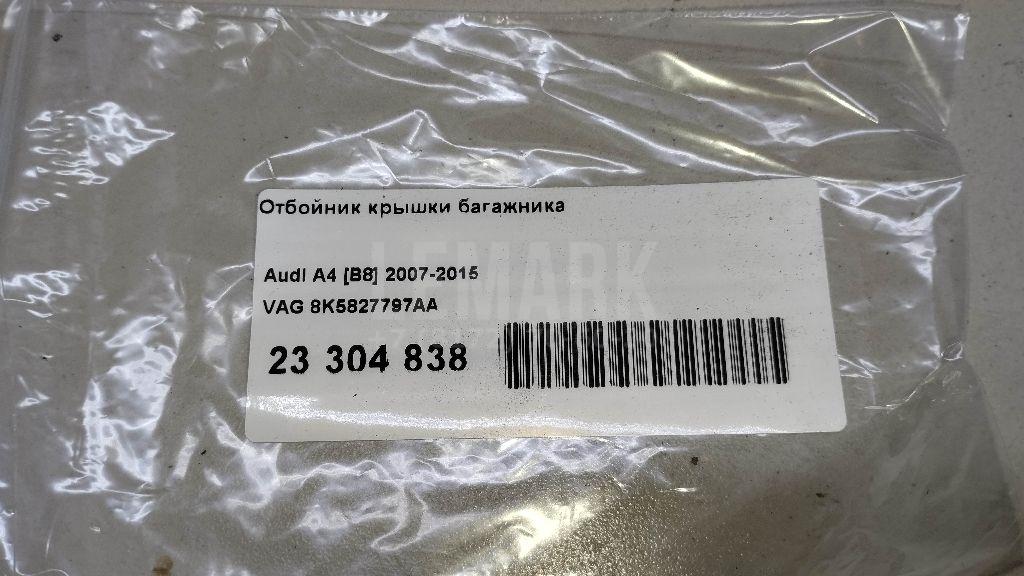 Отбойник крышки багажника
LEMARK
Audi A4 [B8] 2007-2015
VAG 8K5827797AA
23 304 838